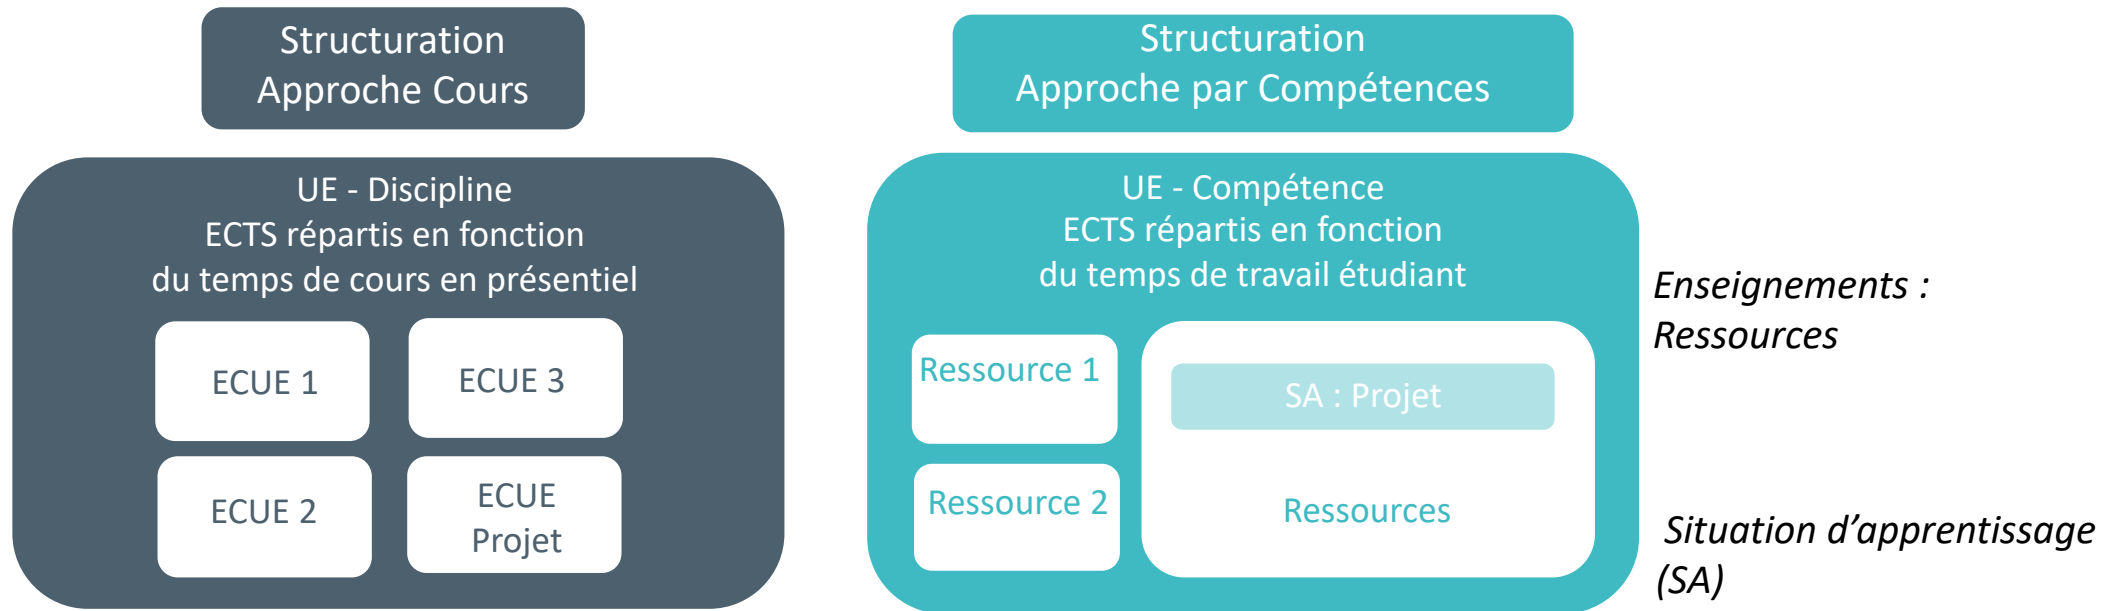 Structuration
Approche Cours
UE - Discipline
ECTS répartis en fonction
du temps de cours en présentiel
ECUE 1
ECUE 3
ECUE 2
ECUE
Projet
Structuration
Approche par Compétences
UE - Compétence
ECTS répartis en fonction
du temps de travail étudiant
Ressource 1
SA : Projet
Ressource 2
Ressources
Enseignements :
Ressources
Situation d’apprentissage
(SA)